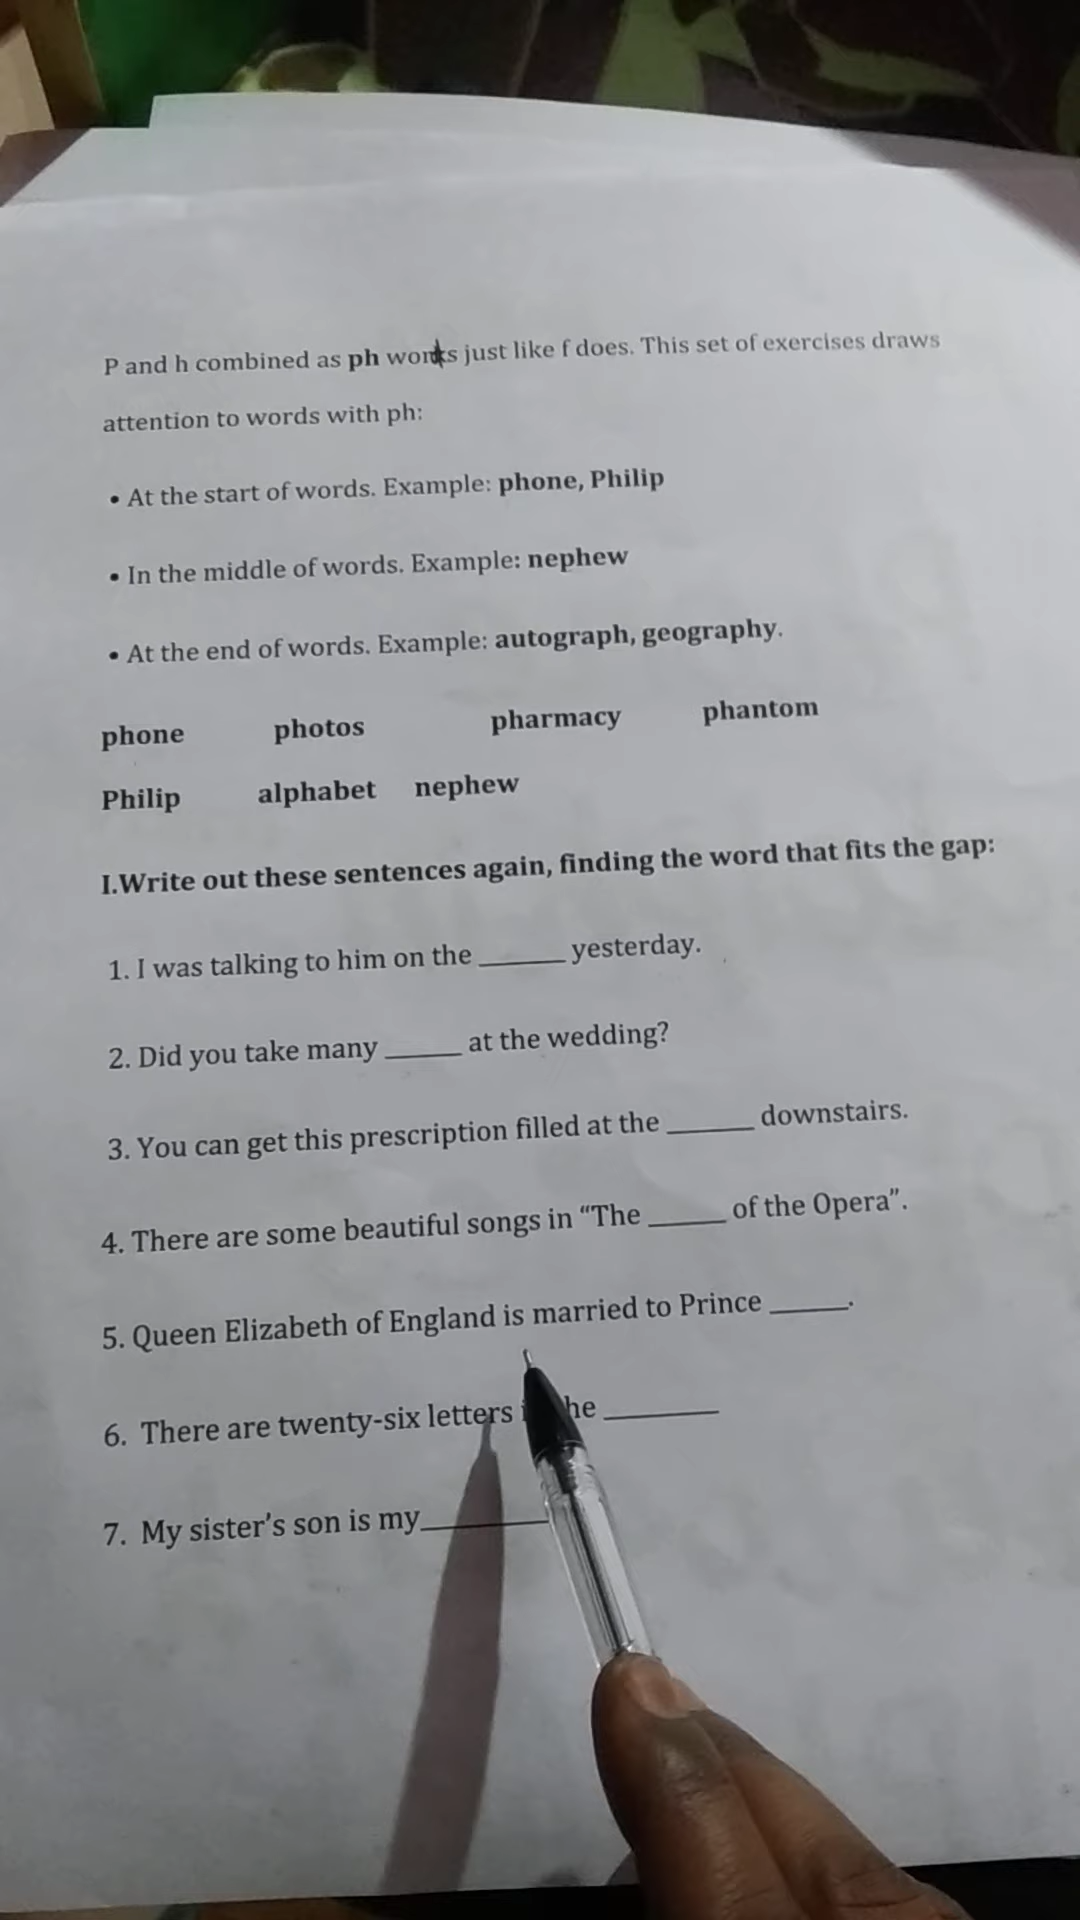 P and h combined as ph works just like f does. This set of exercises draws
attention to words with ph:
• At the start of words. Example: phone, Philip
• In the middle of words. Example: nephew
• At the end of words. Example: autograph, geography.
phone photos pharmacy phantom
Philip alphabet nephew
I.Write out these sentences again, finding the word that fits the gap:
1. I was talking to him on the ______ yesterday.
2. Did you take many _____ at the wedding?
3. You can get this prescription filled at the ______ downstairs.
4. There are some beautiful songs in “The _____ of the Opera”.
5. Queen Elizabeth of England is married to Prince _____.
6. There are twenty-six letters ________
7. My sister’s son is my_________